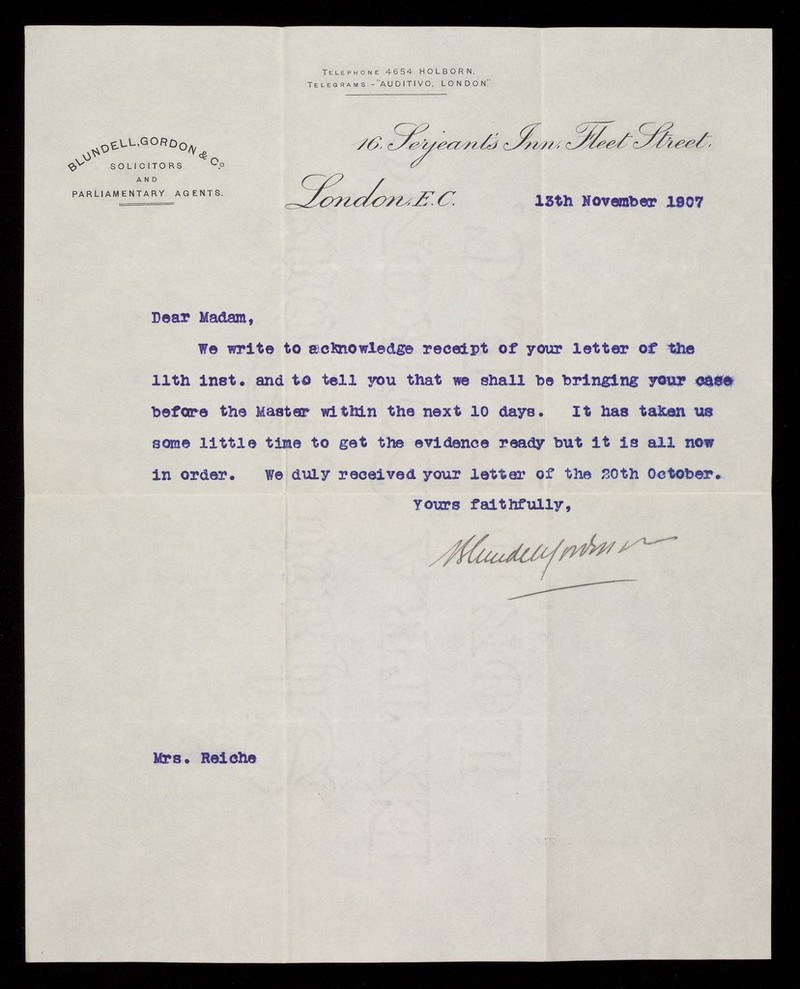 TELEPHONE 4654 HOLBORN.
TELEGRAMS - "AUDITIVO, LONDON"
BLUNDELL, GORDON & Co.
SOLICITORS
AND
PARLIAMENTARY AGENTS.
16, Serjeant's Inn, Fleet Street,
London, E.C.
13th November 1907
Dear Madam,
We write to acknowledge receipt of your letter of the
11th inst. and to tell you that we shall be bringing your case
before the Master within the next 10 days. It has taken us
some little time to get the evidence ready but it is all now
in order. We duly received your letter of the 20th October.
Yours faithfully,
Mrs. Reiche